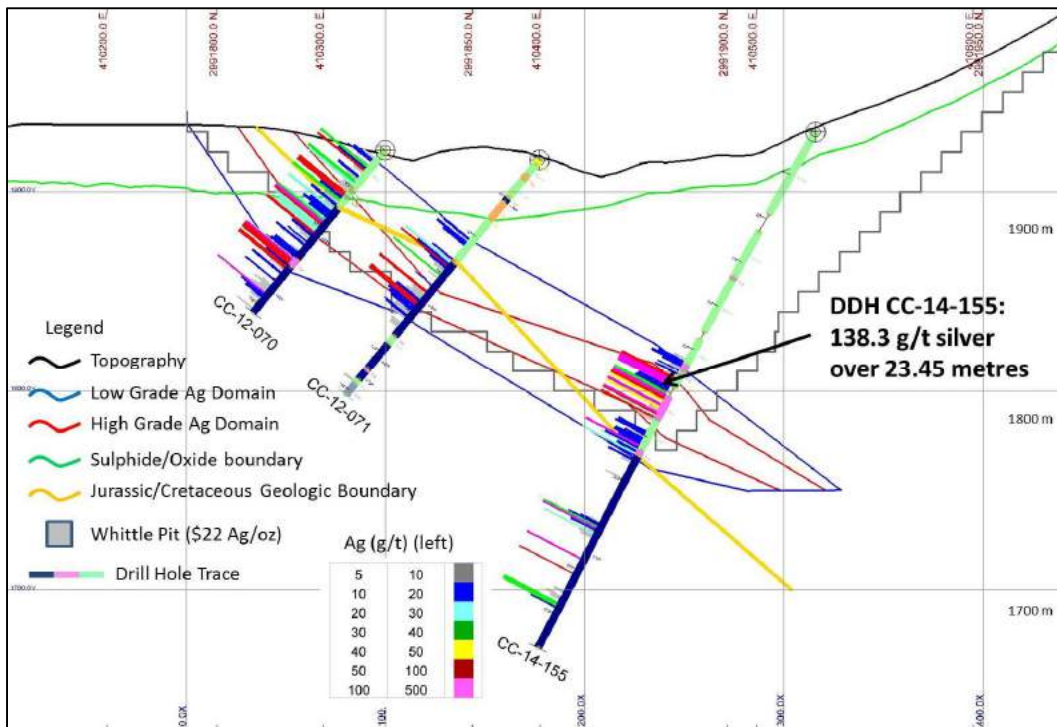 410200.0 E
2991800.0 N
410300.0 E
2991850.0 N
410400.0 E
2991900.0 N
410500.0 E
410600.0 E
2991950.0 N
1900 m
CC-12-070
DDH CC-14-155:
138.3 g/t silver
over 23.45 metres
Legend
Topography
Low Grade Ag Domain
High Grade Ag Domain
Sulphide/Oxide boundary
Jurassic/Cretaceous Geologic Boundary
Whittle Pit ($22 Ag/oz)
Drill Hole Trace
CC-12-071
1800 m
Ag (g/t) (left)
5 10
10 20
20 30
30 40
40 50
50 100
100 500
1700 m
CC-14-155